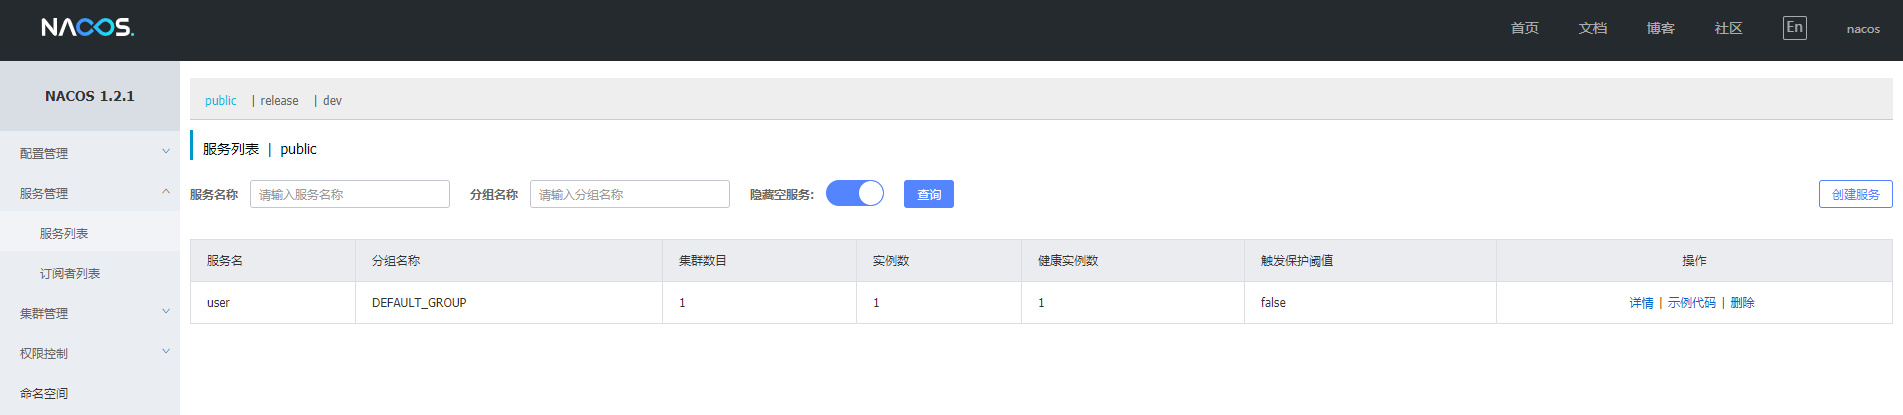 NACOS.
首页 文档 博客 社区 En nacos
NACOS 1.2.1
配置管理
服务管理
服务列表
订阅者列表
集群管理
权限控制
命名空间
public | release | dev
服务列表 | public
服务名称 请输入服务名称 分组名称 请输入分组名称 隐藏空服务: 查询 创建服务
服务名 分组名称 集群数目 实例数 健康实例数 触发保护阈值 操作
user DEFAULT_GROUP 1 1 1 false 详情 | 示例代码 | 删除